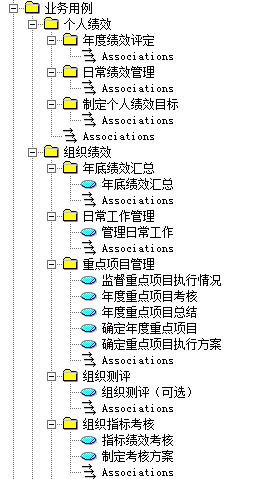 业务用例
个人绩效
年度绩效评定
Associations
日常绩效管理
Associations
制定个人绩效目标
Associations
Associations
组织绩效
年底绩效汇总
年底绩效汇总
Associations
日常工作管理
管理日常工作
Associations
重点项目管理
监督重点项目执行情况
年度重点项目考核
年度重点项目总结
确定年度重点项目
确定重点项目执行方案
Associations
组织测评
组织测评（可选）
Associations
组织指标考核
指标绩效考核
制定考核方案
Associations